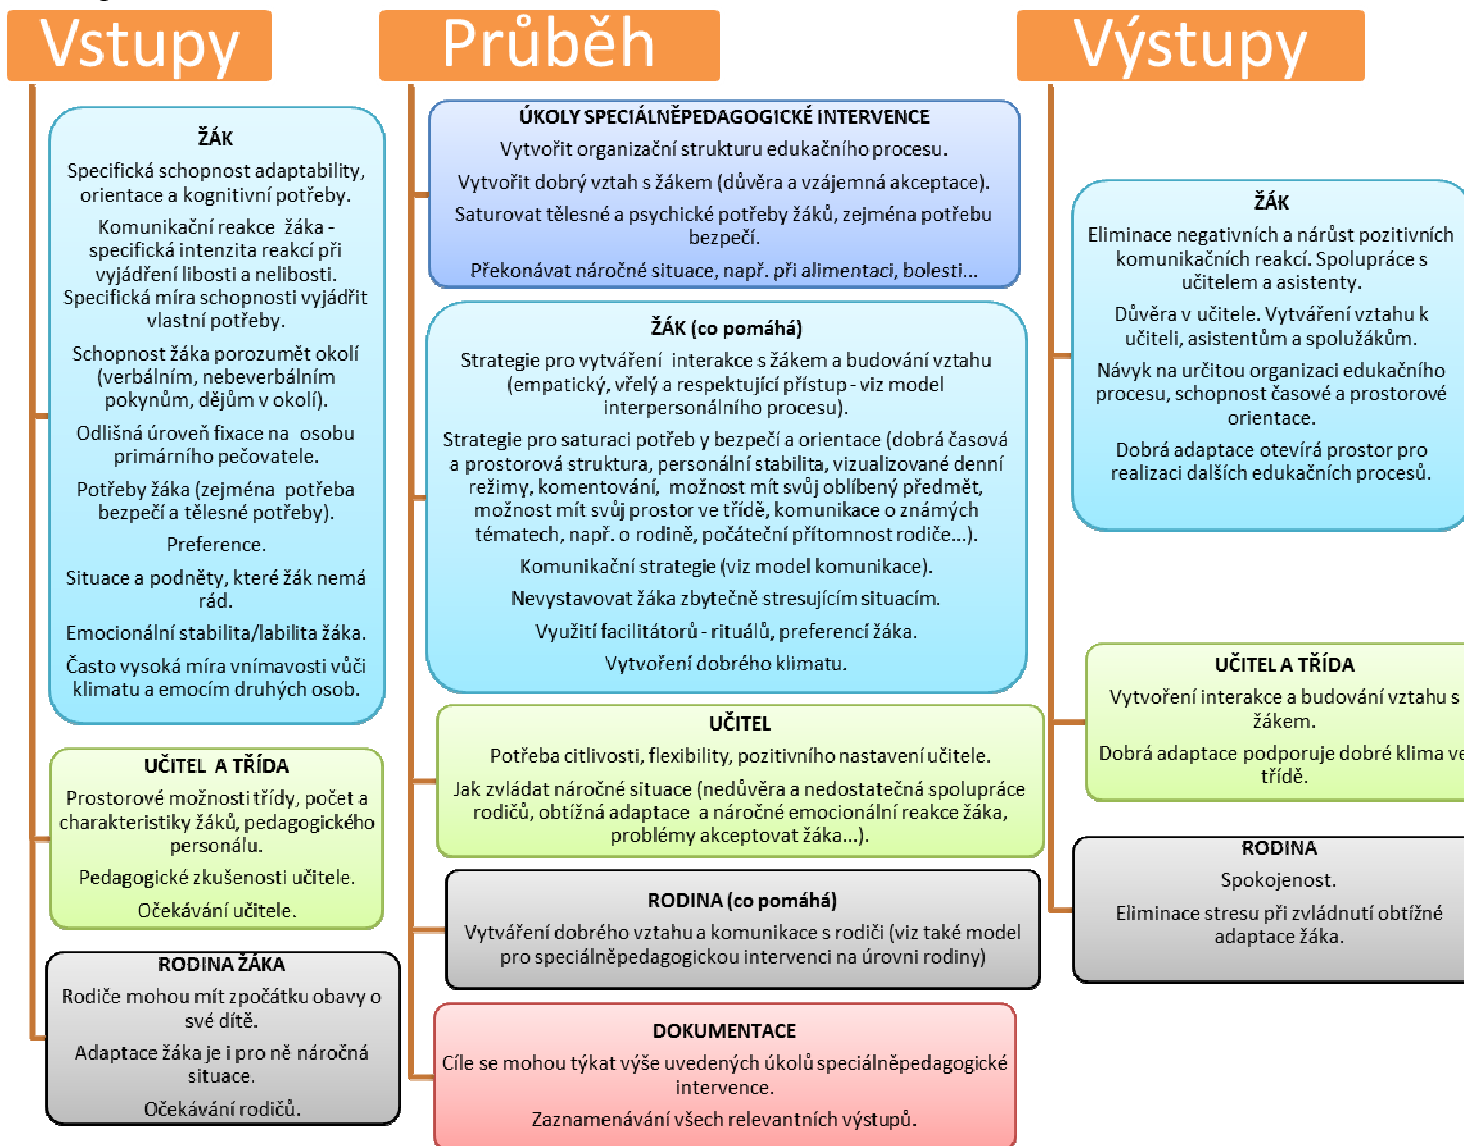 Vstupy
ŽÁK
Specifická schopnost adaptability,
orientace a kognitivní potřeby.
Komunikační reakce žáka -
specifická intenzita reakcí při
vyjádření libosti a nelibosti.
Specifická míra schopnosti vyjádřit
vlastní potřeby.
Schopnost žáka porozumět okolí
(verbálním, nebeverbálním
pokynům, dějům v okolí).
Odlišná úroveň fixace na osobu
primárního pečovatele.
Potřeby žáka (zejména potřeba
bezpečí a tělesné potřeby).
Preference.
Situace a podněty, které žák nemá
rád.
Emocionální stabilita/labilita žáka.
Často vysoká míra vnímavosti vůči
klimatu a emocím druhých osob.
UČITEL A TŘÍDA
Prostorové možnosti třídy, počet a
charakteristiky žáků, pedagogického
personálu.
Pedagogické zkušenosti učitele.
Očekávání učitele.
RODINA ŽÁKA
Rodiče mohou mít zpočátku obavy o
své dítě.
Adaptace žáka je i pro ně náročná
situace.
Očekávání rodičů.
Průběh
ÚKOLY SPECIÁLNĚPEDAGOGICKÉ INTERVENCE
Vytvořit organizační strukturu edukačního procesu.
Vytvořit dobrý vztah s žákem (důvěra a vzájemná akceptace).
Saturovat tělesné a psychické potřeby žáků, zejména potřebu
bezpečí.
Překonávat náročné situace, např. při alimentaci, bolesti...
ŽÁK (co pomáhá)
Strategie pro vytváření interakce s žákem a budování vztahu
(empatický, vřelý a respektující přístup - viz model
interpersonálního procesu).
Strategie pro saturaci potřeb y bezpečí a orientace (dobrá časová
a prostorová struktura, personální stabilita, vizualizované denní
režimy, komentování, možnost mít svůj oblíbený předmět,
možnost mít svůj prostor ve třídě, komunikace o známých
tématech, např. o rodině, počáteční přítomnost rodiče...).
Komunikační strategie (viz model komunikace).
Nevystavovat žáka zbytečně stresujícím situacím.
Využití facilitátorů - rituálů, preferencí žáka.
Vytvoření dobrého klimatu.
UČITEL
Potřeba citlivosti, flexibility, pozitivního nastavení učitele.
Jak zvládat náročné situace (nedůvěra a nedostatečná spolupráce
rodičů, obtížná adaptace a náročné emocionální reakce žáka,
problémy akceptovat žáka...).
RODINA (co pomáhá)
Vytváření dobrého vztahu a komunikace s rodiči (viz také model
pro speciálněpedagogickou intervenci na úrovni rodiny)
DOKUMENTACE
Cíle se mohou týkat výše uvedených úkolů speciálněpedagogické
intervence.
Zaznamenávání všech relevantních výstupů.
Výstupy
ŽÁK
Eliminace negativních a nárůst pozitivních
komunikačních reakcí. Spolupráce s
učitelem a asistenty.
Důvěra v učitele. Vytváření vztahu k
učiteli, asistentům a spolužákům.
Návyk na určitou organizaci edukačního
procesu, schopnost časové a prostorové
orientace.
Dobrá adaptace otevírá prostor pro
realizaci dalších edukačních procesů.
UČITEL A TŘÍDA
Vytvoření interakce a budování vztahu s
žákem.
Dobrá adaptace podporuje dobré klima ve
třídě.
RODINA
Spokojenost.
Eliminace stresu při zvládnutí obtížné
adaptace žáka.